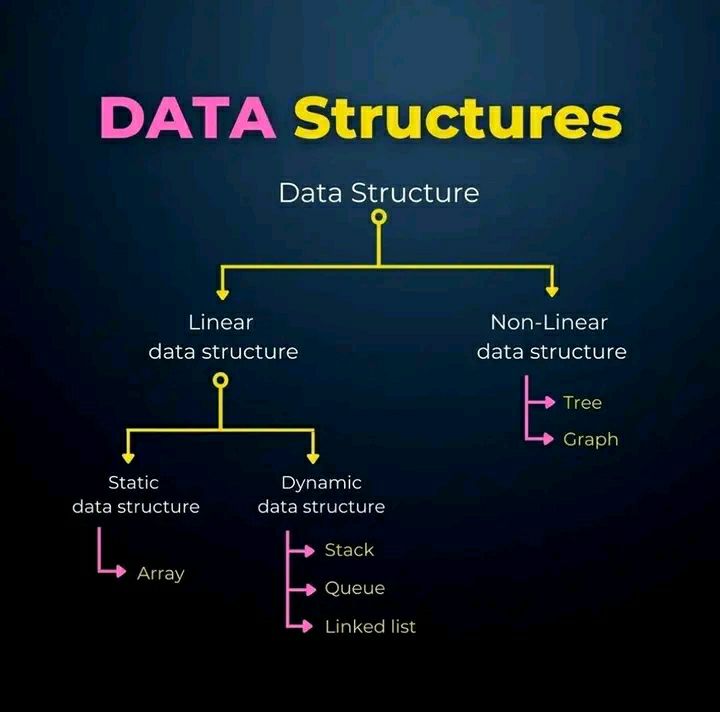 DATA Structures
Data Structure
Linear
data structure
Non-Linear
data structure
Tree
Graph
Static
data structure
Dynamic
data structure
Array
Stack
Queue
Linked list